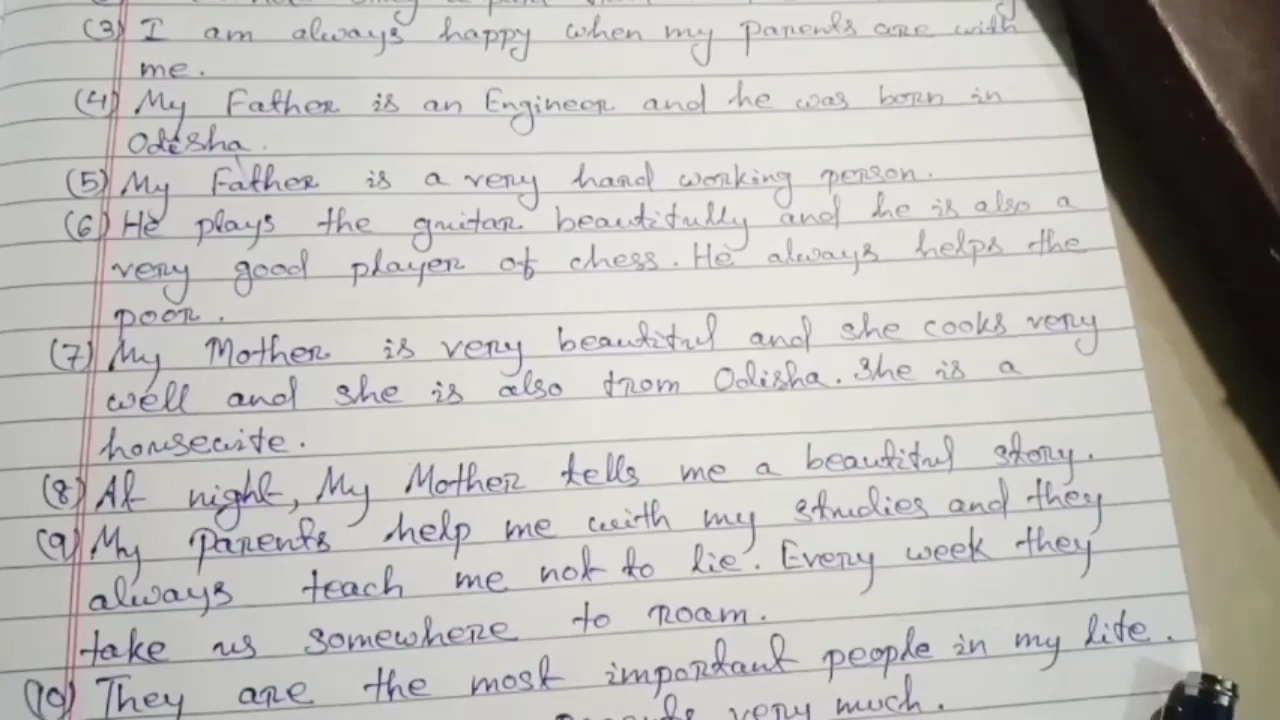 (3) I am always happy when my parents are with
me.
(4) My Father is an Engineer and he was born in
Odisha.
(5) My Father is a very hard working person.
(6) He plays the guitar beautifully and he is also a
very good player of chess. He always helps the
poor.
(7) My Mother is very beautiful and she cooks very
well and she is also from Odisha. She is a
housewife.
(8) At night, My Mother tells me a beautiful story.
(9) My Parents help me with my studies and they
always teach me not to lie. Every week they
take us somewhere to roam.
(10) They are the most important people in my life.
very much.